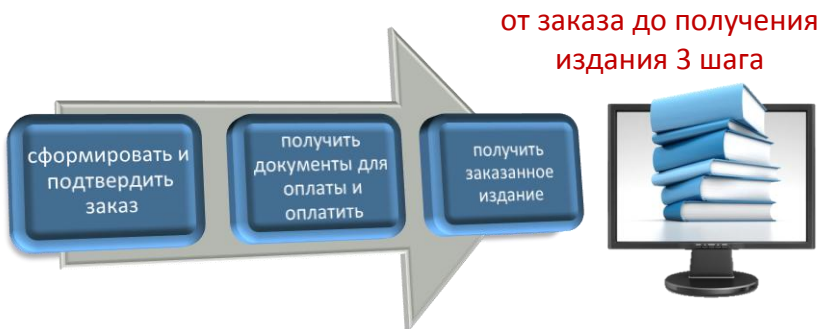 от заказа до получения
издания 3 шага
сформировать и
подтвердить
заказ
получить
документы для
оплаты и
оплатить
получить
заказанное
издание